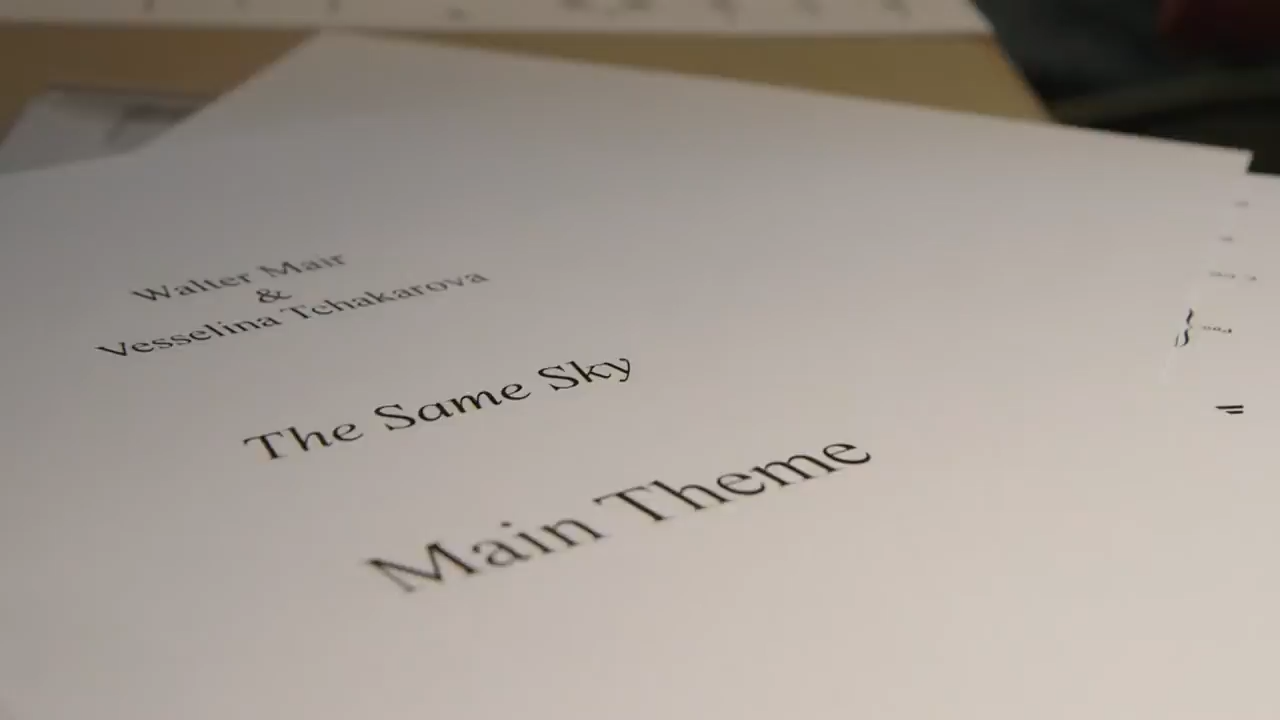 Walter Mair
&
Vesselina Tchakarova
The Same Sky
Main Theme